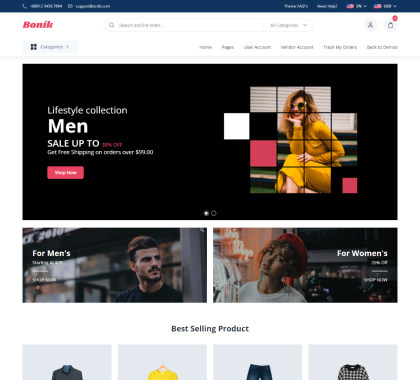 +88012 3456 7894 support@ui-lib.com Theme FAQ's Need Help? EN USD
Bonik Search and hit enter... All Categories 3
Categories Home Pages User Account Vendor Account Track My Orders Back to Demos
Lifestyle collection
Men
SALE UP TO 30% OFF
Get Free Shipping on orders over $99.00
Shop Now
For Men's
Starting At $29
SHOP NOW
For Women's
25% Off
SHOP NOW
Best Selling Product